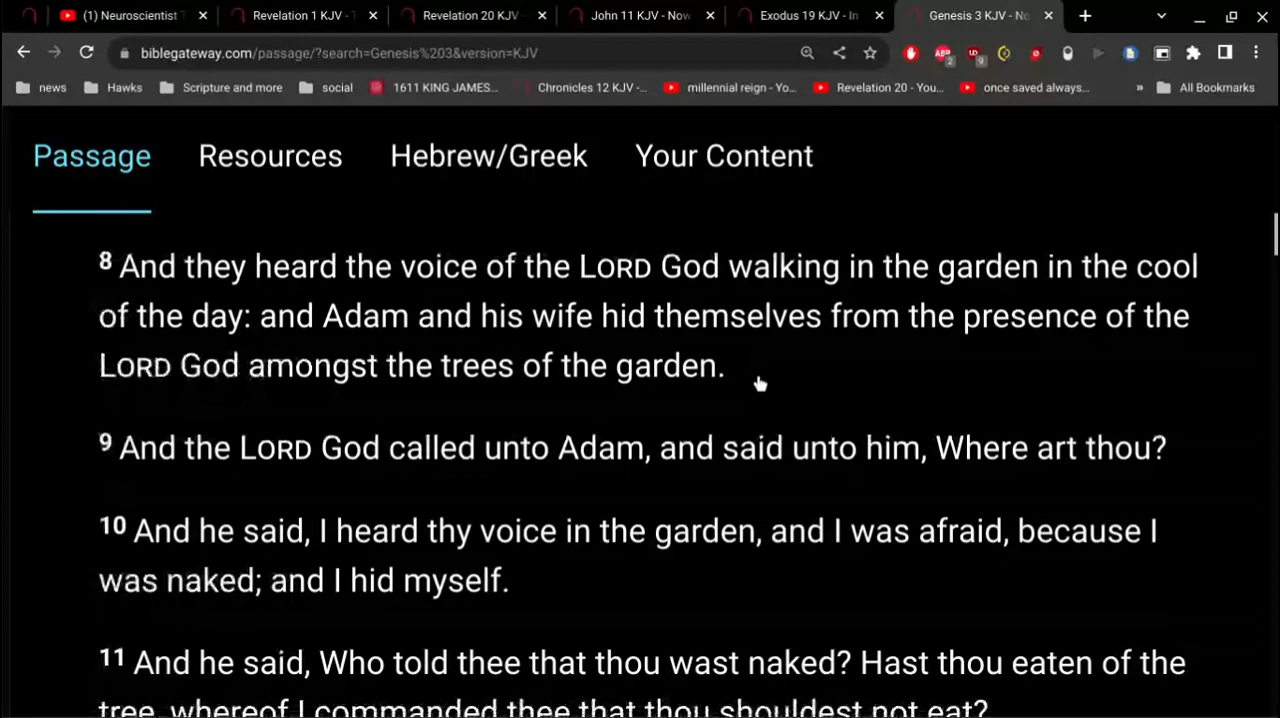 (1) Neuroscientist T
Revelation 1 KJV - T
Revelation 20 KJV -
John 11 KJV - Now
Exodus 19 KJV - In
Genesis 3 KJV - No
biblegateway.com/passage/?search=Genesis%203&version=KJV
ABP
2
9
news
Hawks
Scripture and more
social
1611 KING JAMES...
Chronicles 12 KJV -...
millennial reign - Yo...
Revelation 20 - You...
once saved always...
»
All Bookmarks
Passage Resources Hebrew/Greek Your Content
8 And they heard the voice of the LORD God walking in the garden in the cool
of the day: and Adam and his wife hid themselves from the presence of the
LORD God amongst the trees of the garden.
9 And the LORD God called unto Adam, and said unto him, Where art thou?
10 And he said, I heard thy voice in the garden, and I was afraid, because I
was naked; and I hid myself.
11 And he said, Who told thee that thou wast naked? Hast thou eaten of the
tree, whereof I commanded thee that thou shouldest not eat?